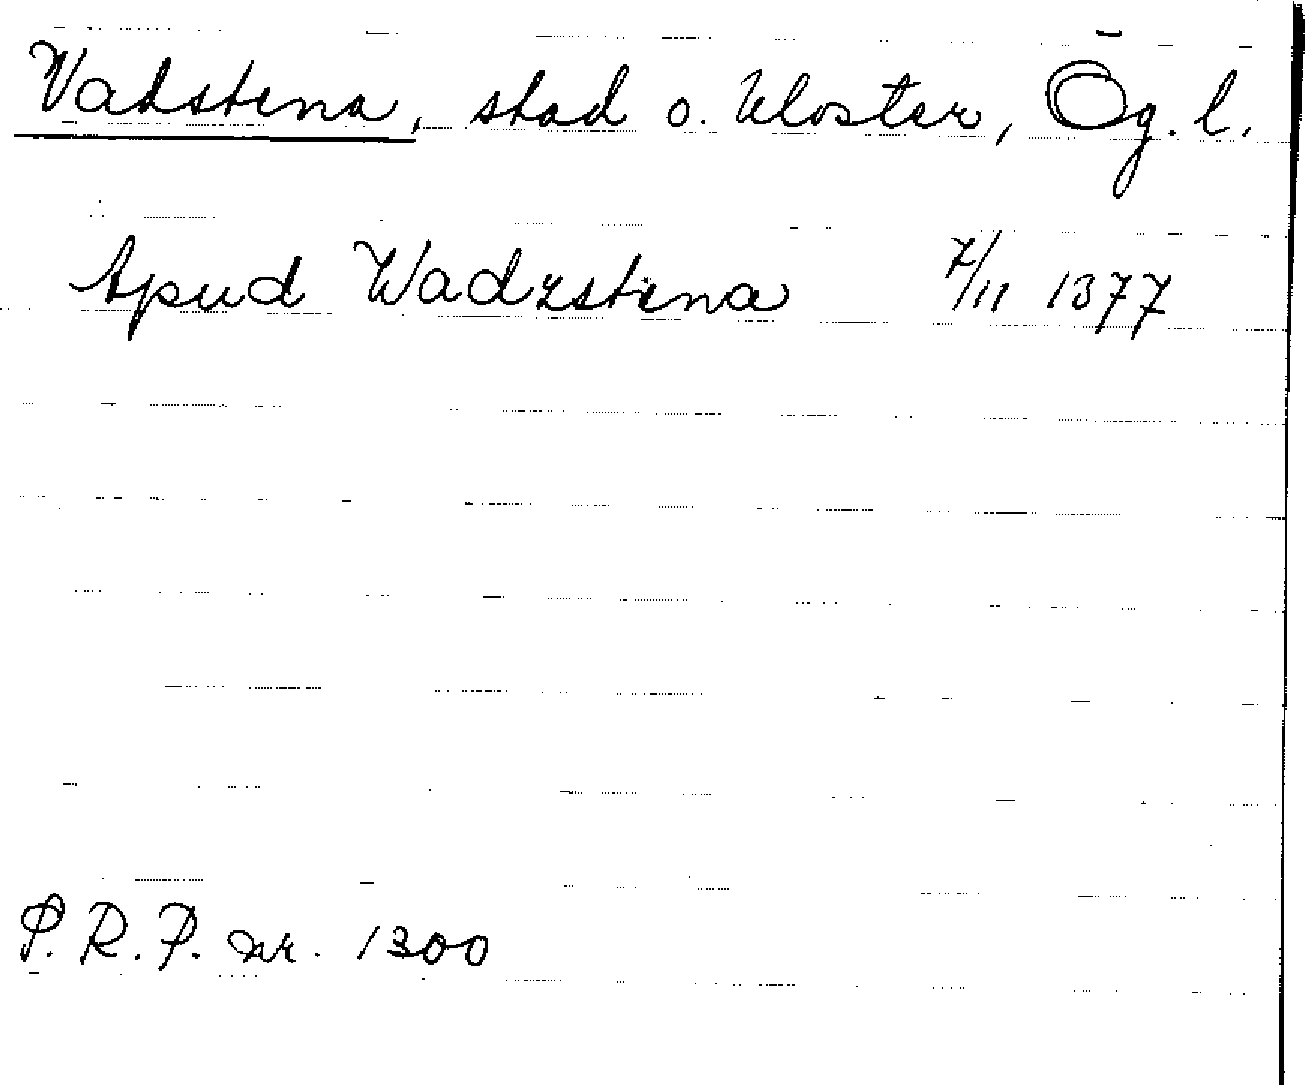 Vadstena, stad o. kloster, Ög. l.
Apud Wadzstena 7/11 1377
P. R. P. nr. 1300